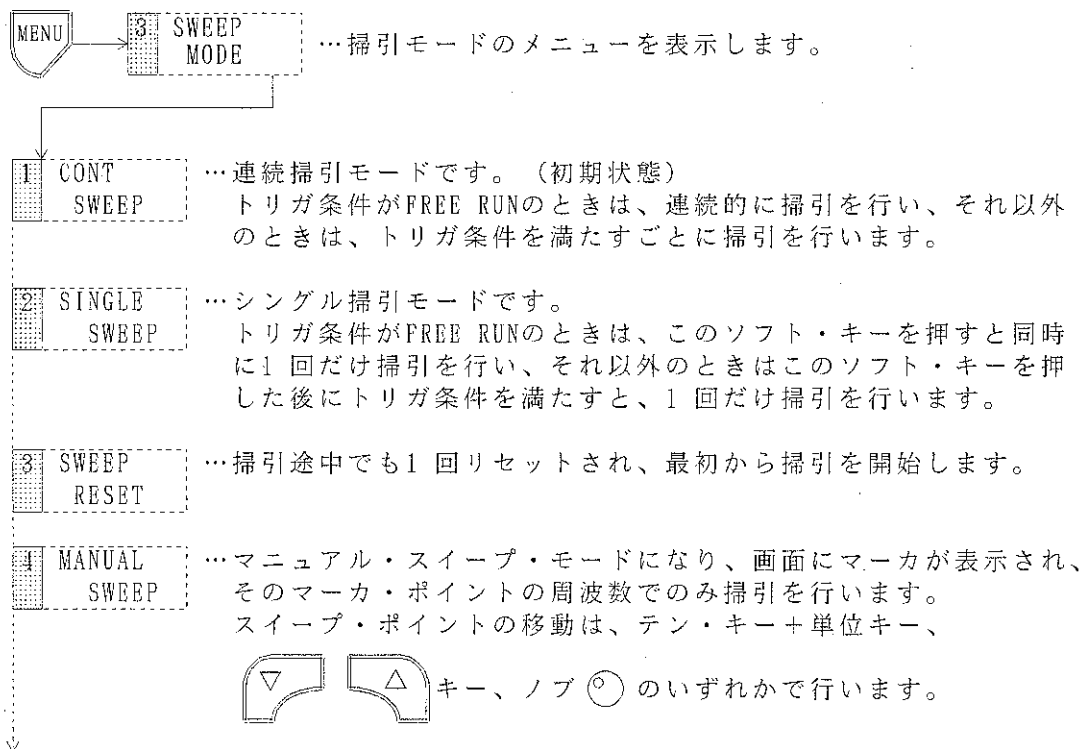 MENU 3 SWEEP MODE …掃引モードのメニューを表示します。
1 CONT SWEEP …連続掃引モードです。（初期状態）
トリガ条件がFREE RUNのときは、連続的に掃引を行い、それ以外
のときは、トリガ条件を満たすごとに掃引を行います。
2 SINGLE SWEEP …シングル掃引モードです。
トリガ条件がFREE RUNのときは、このソフト・キーを押すと同時
に1 回だけ掃引を行い、それ以外のときはこのソフト・キーを押
した後にトリガ条件を満たすと、1 回だけ掃引を行います。
3 SWEEP RESET …掃引途中でも1 回リセットされ、最初から掃引を開始します。
4 MANUAL SWEEP …マニュアル・スイープ・モードになり、画面にマーカが表示され、
そのマーカ・ポイントの周波数でのみ掃引を行います。
スイープ・ポイントの移動は、テン・キー＋単位キー、
▽ △ キー、ノブ のいずれかで行います。